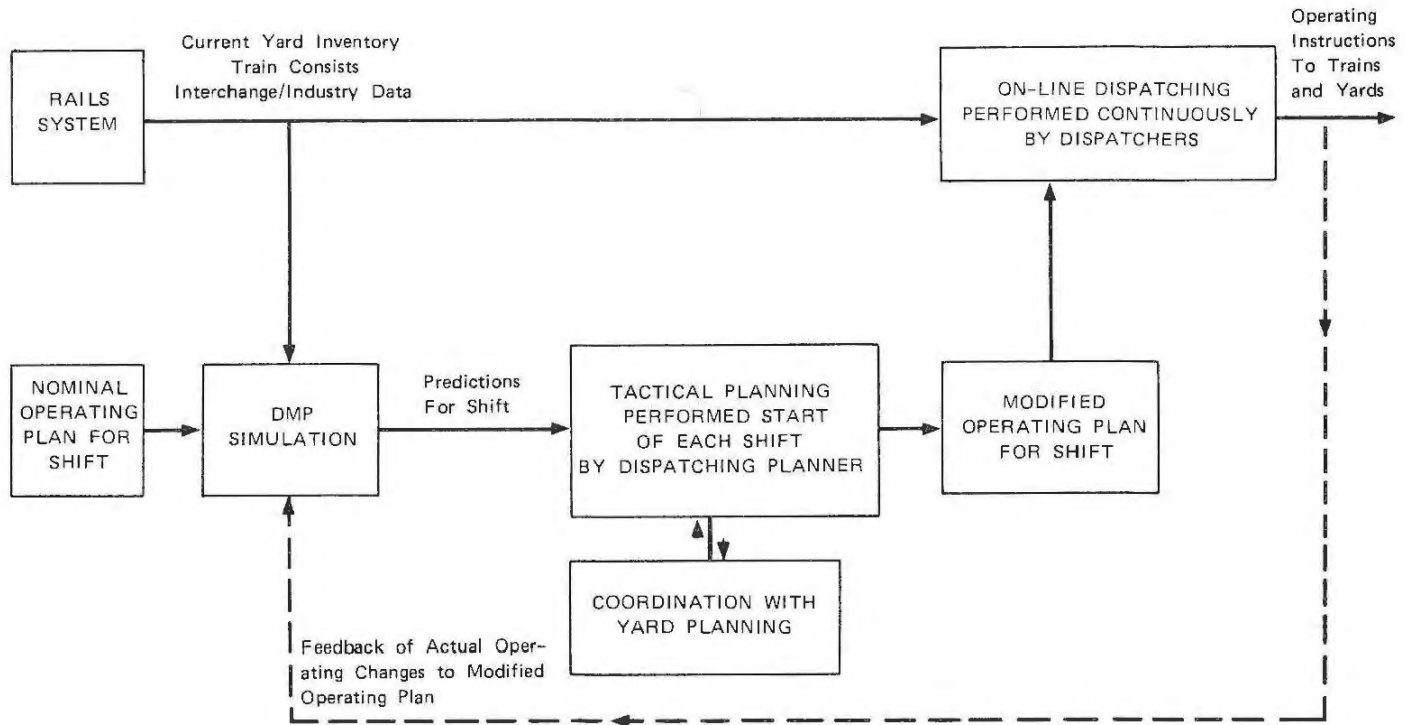 Current Yard Inventory
Train Consists
Interchange/Industry Data
Operating
Instructions
To Trains
and Yards
RAILS
SYSTEM
ON-LINE DISPATCHING
PERFORMED CONTINUOUSLY
BY DISPATCHERS
NOMINAL
OPERATING
PLAN FOR
SHIFT
DMP
SIMULATION
Predictions
For Shift
TACTICAL PLANNING
PERFORMED START
OF EACH SHIFT
BY DISPATCHING PLANNER
MODIFIED
OPERATING PLAN
FOR SHIFT
COORDINATION WITH
YARD PLANNING
Feedback of Actual Oper-
ating Changes to Modified
Operating Plan